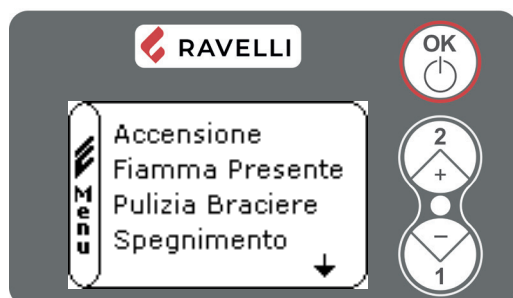 RAVELLI
OK
Menu
Accensione
Fiamma Presente
Pulizia Braciere
Spegnimento
2
+
−
1